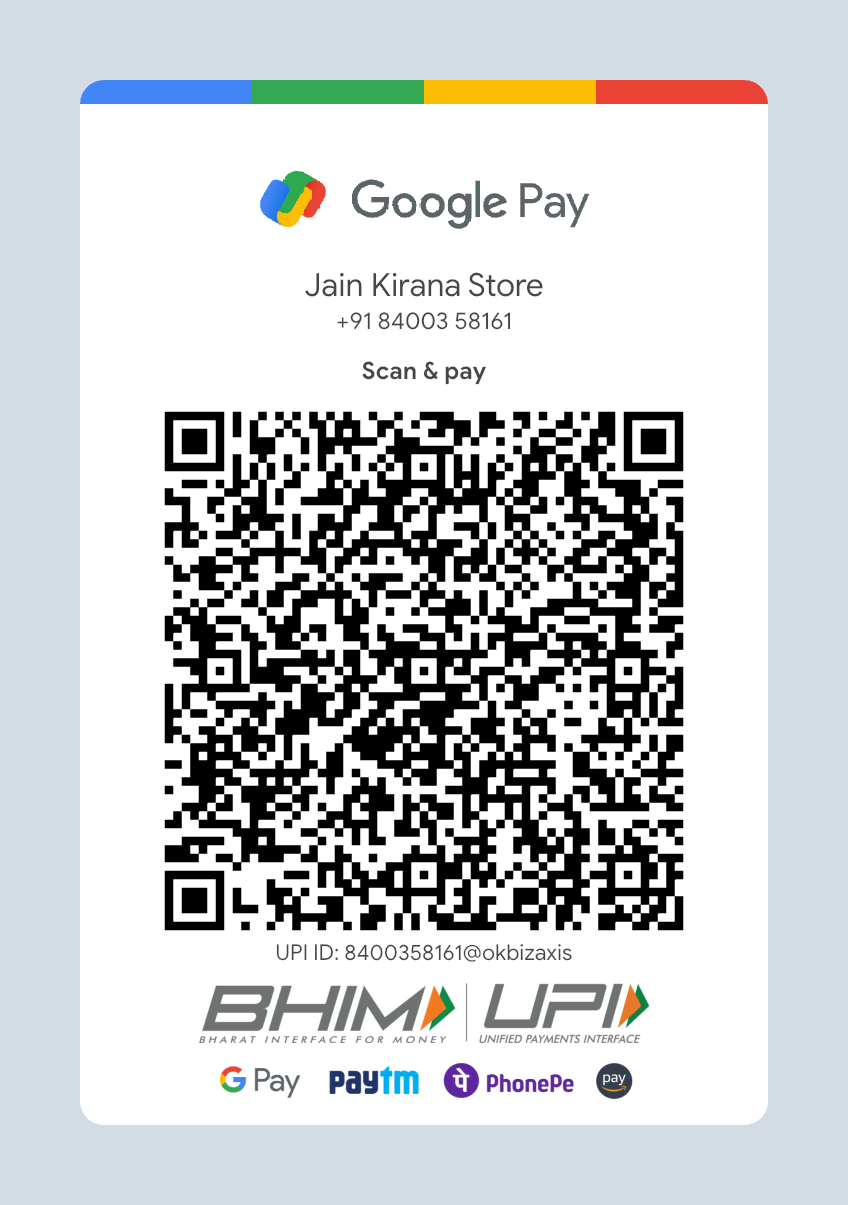 Google Pay
Jain Kirana Store
+91 84003 58161
Scan & pay
UPI ID: 8400358161@okbizaxis
BHIM UPI
BHARAT INTERFACE FOR MONEY UNIFIED PAYMENTS INTERFACE
G Pay paytm पे PhonePe pay